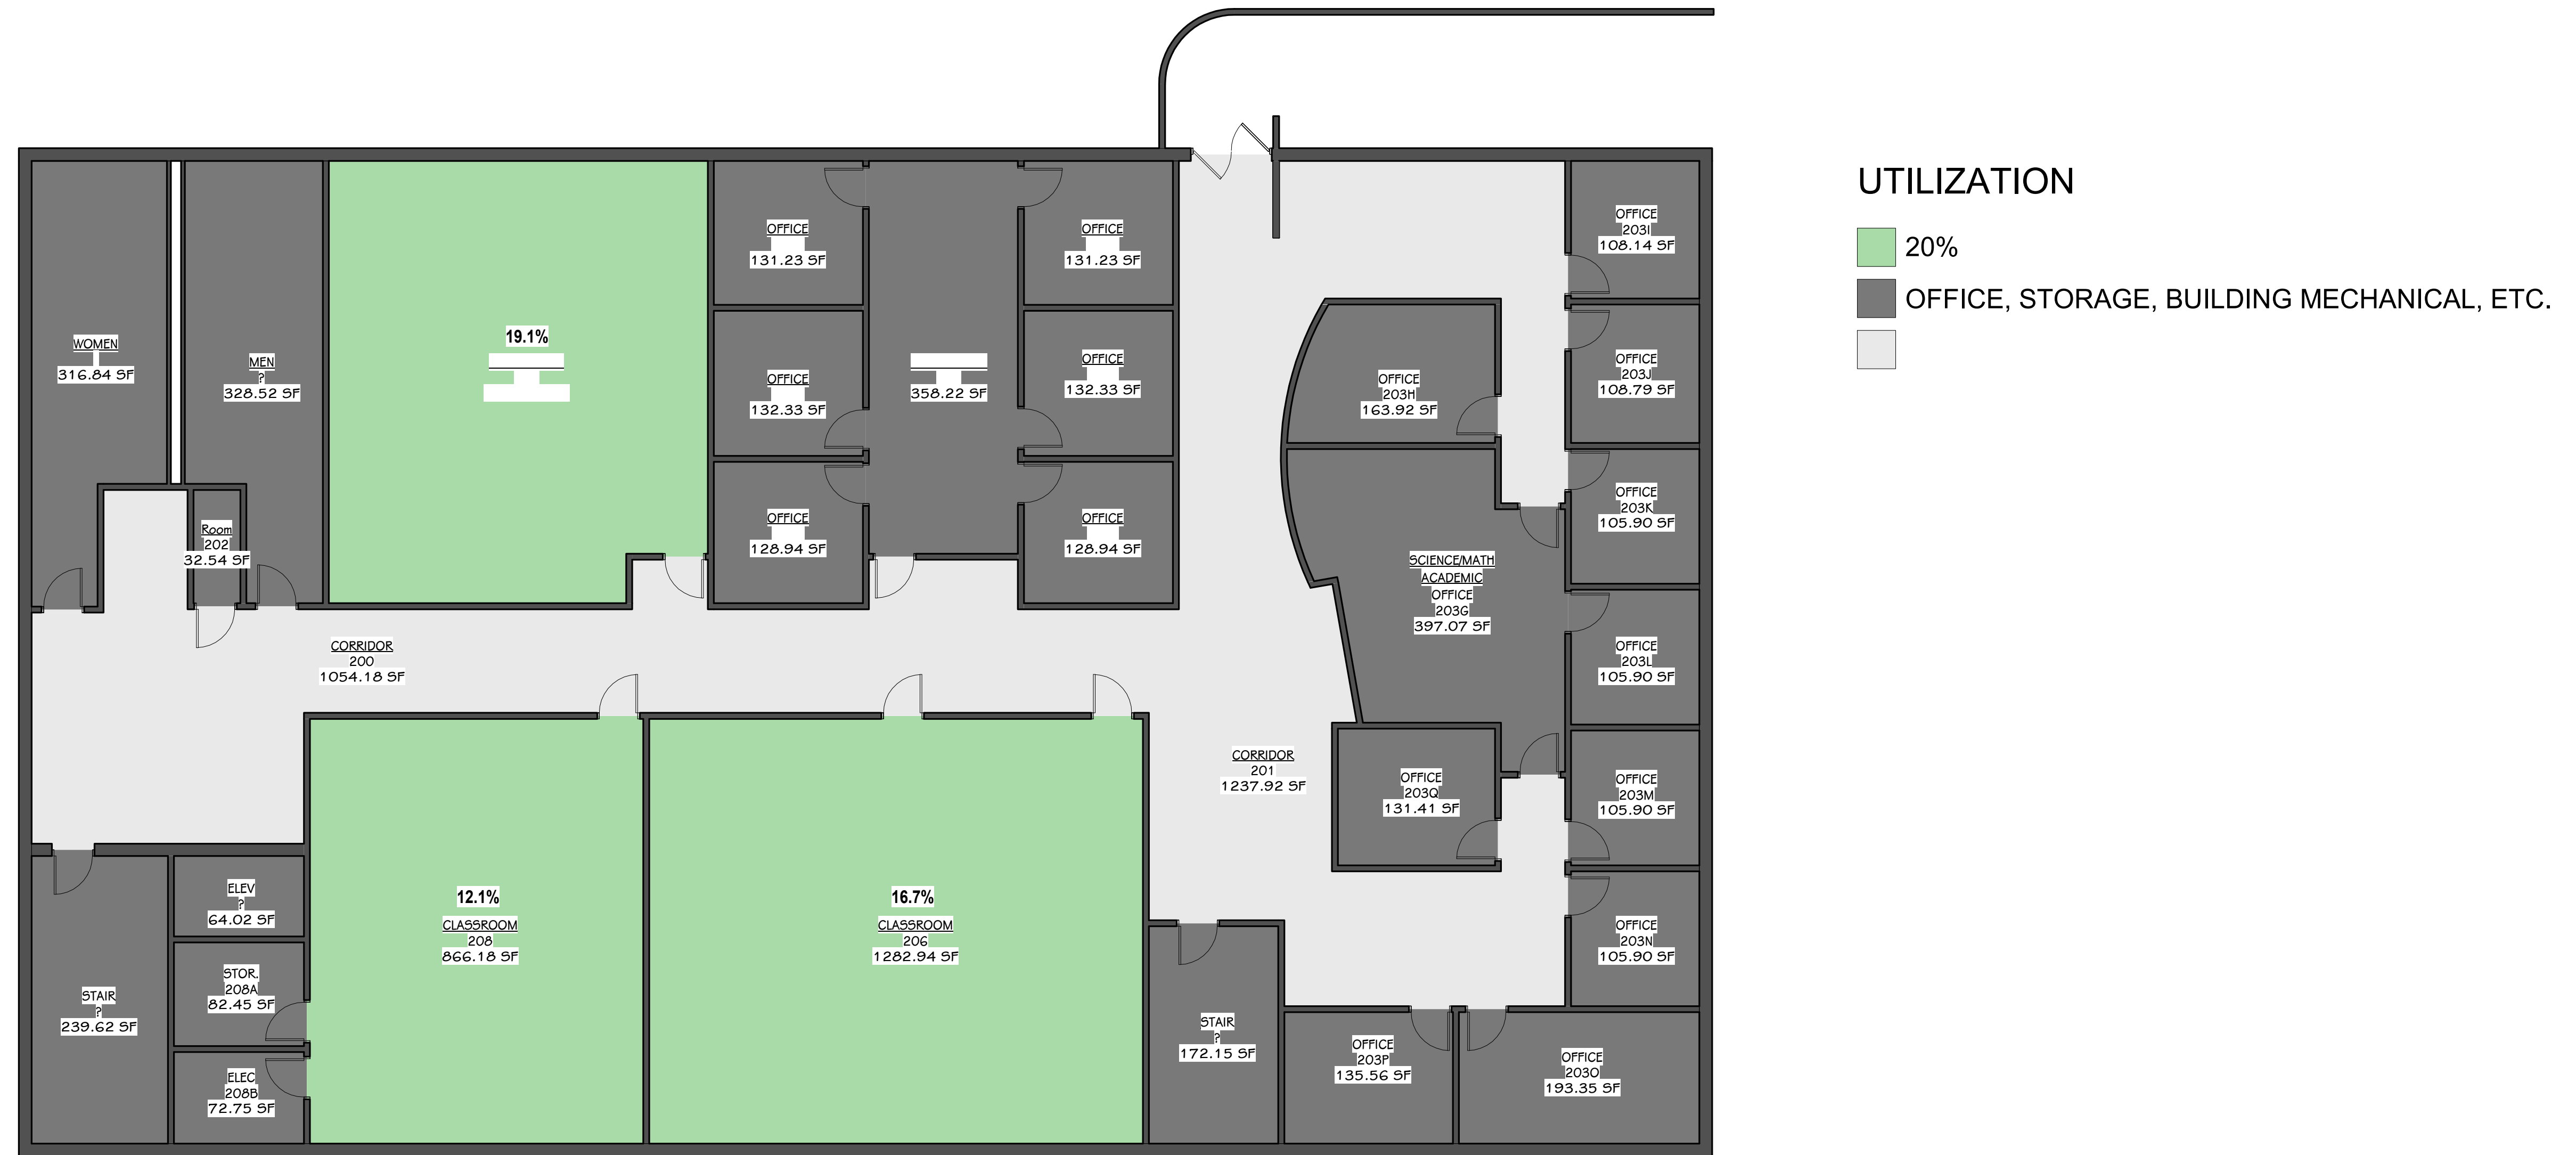 UTILIZATION
20%
OFFICE, STORAGE, BUILDING MECHANICAL, ETC.
WOMEN
316.84 SF
MEN
?
328.52 SF
19.1%
OFFICE
131.23 SF
OFFICE
131.23 SF
OFFICE
132.33 SF
358.22 SF
OFFICE
132.33 SF
OFFICE
128.94 SF
OFFICE
128.94 SF
Room
202
32.54 SF
OFFICE
203I
108.14 SF
OFFICE
203H
163.92 SF
OFFICE
203J
108.79 SF
OFFICE
203K
105.90 SF
SCIENCE/MATH
ACADEMIC
OFFICE
203G
397.07 SF
OFFICE
203L
105.90 SF
CORRIDOR
200
1054.18 SF
CORRIDOR
201
1237.92 SF
OFFICE
203Q
131.41 SF
OFFICE
203M
105.90 SF
ELEV
?
64.02 SF
12.1%
CLASSROOM
208
866.18 SF
16.7%
CLASSROOM
206
1282.94 SF
OFFICE
203N
105.90 SF
STOR.
208A
82.45 SF
STAIR
?
239.62 SF
ELEC
208B
72.75 SF
STAIR
?
172.15 SF
OFFICE
203P
135.56 SF
OFFICE
203O
193.35 SF